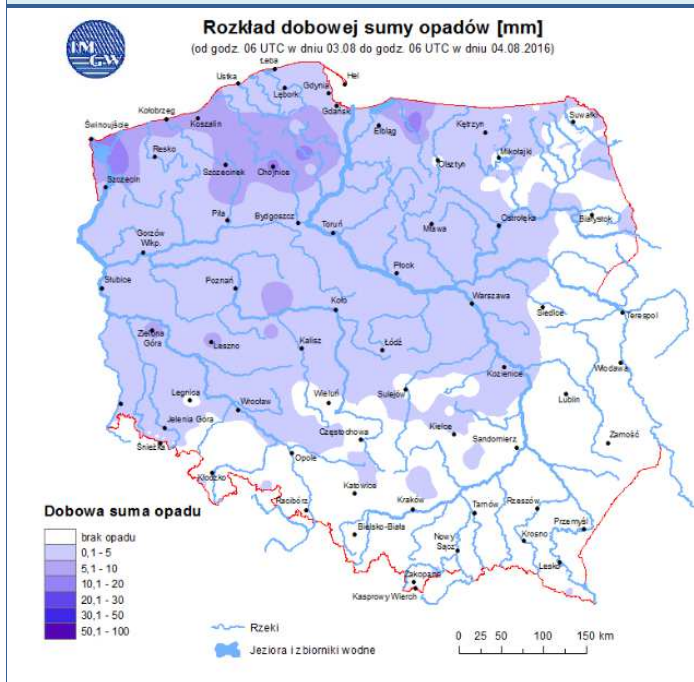 Rozkład dobowej sumy opadów [mm]
(od godz. 06 UTC w dniu 03.08 do godz. 06 UTC w dniu 04.08.2016)
IM
GW
Łeba
Ustka
Hel
Gdynia
Lębork
Gdańsk
Kołobrzeg
Koszalin
Świnoujście
Elbląg
Kętrzyn
Suwałki
Resko
Szczecinek
Chojnice
Olsztyn
Mikołajki
Szczecin
Piła
Bydgoszcz
Toruń
Mława
Ostrołęka
Białystok
Gorzów
Wlkp.
Płock
Słubice
Poznań
Koło
Warszawa
Siedlce
Terespol
Zielona
Góra
Leszno
Kalisz
Łódź
Kozienice
Włodawa
Legnica
Wrocław
Wieluń
Sulejów
Lublin
Jelenia Góra
Śnieżka
Częstochowa
Kielce
Sandomierz
Zamość
Kłodzko
Opole
Katowice
Racibórz
Kraków
Tarnów
Rzeszów
Bielsko-Biała
Nowy
Sącz
Krosno
Przemyśl
Lesko
Zakopane
Kasprowy Wierch
Dobowa suma opadu
brak opadu
0,1 - 5
5,1 - 10
10,1 - 20
20,1 - 30
30,1 - 50
50,1 - 100
Rzeki
Jeziora i zbiorniki wodne
0 25 50 100 150 km